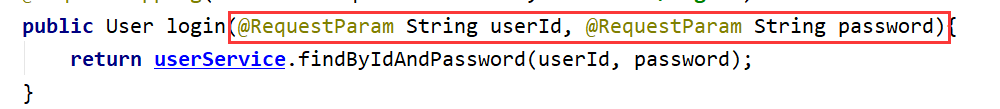 public User login(@RequestParam String userId, @RequestParam String password){
return userService.findByIdAndPassword(userId, password);
}